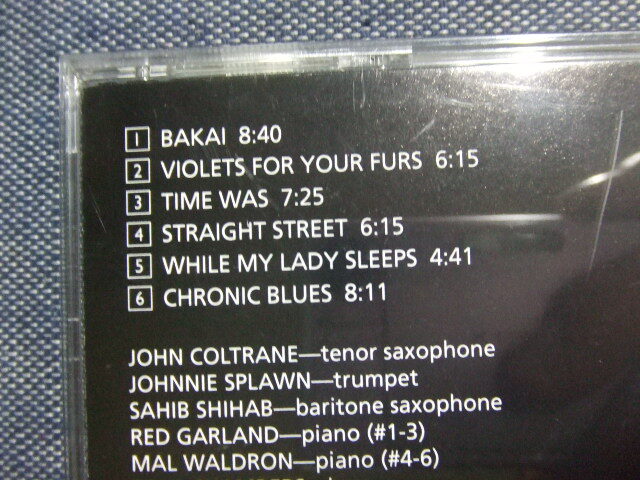 1 BAKAI 8:40
2 VIOLETS FOR YOUR FURS 6:15
3 TIME WAS 7:25
4 STRAIGHT STREET 6:15
5 WHILE MY LADY SLEEPS 4:41
6 CHRONIC BLUES 8:11
JOHN COLTRANE—tenor saxophone
JOHNNIE SPLAWN—trumpet
SAHIB SHIHAB—baritone saxophone
RED GARLAND—piano (#1-3)
MAL WALDRON—piano (#4-6)